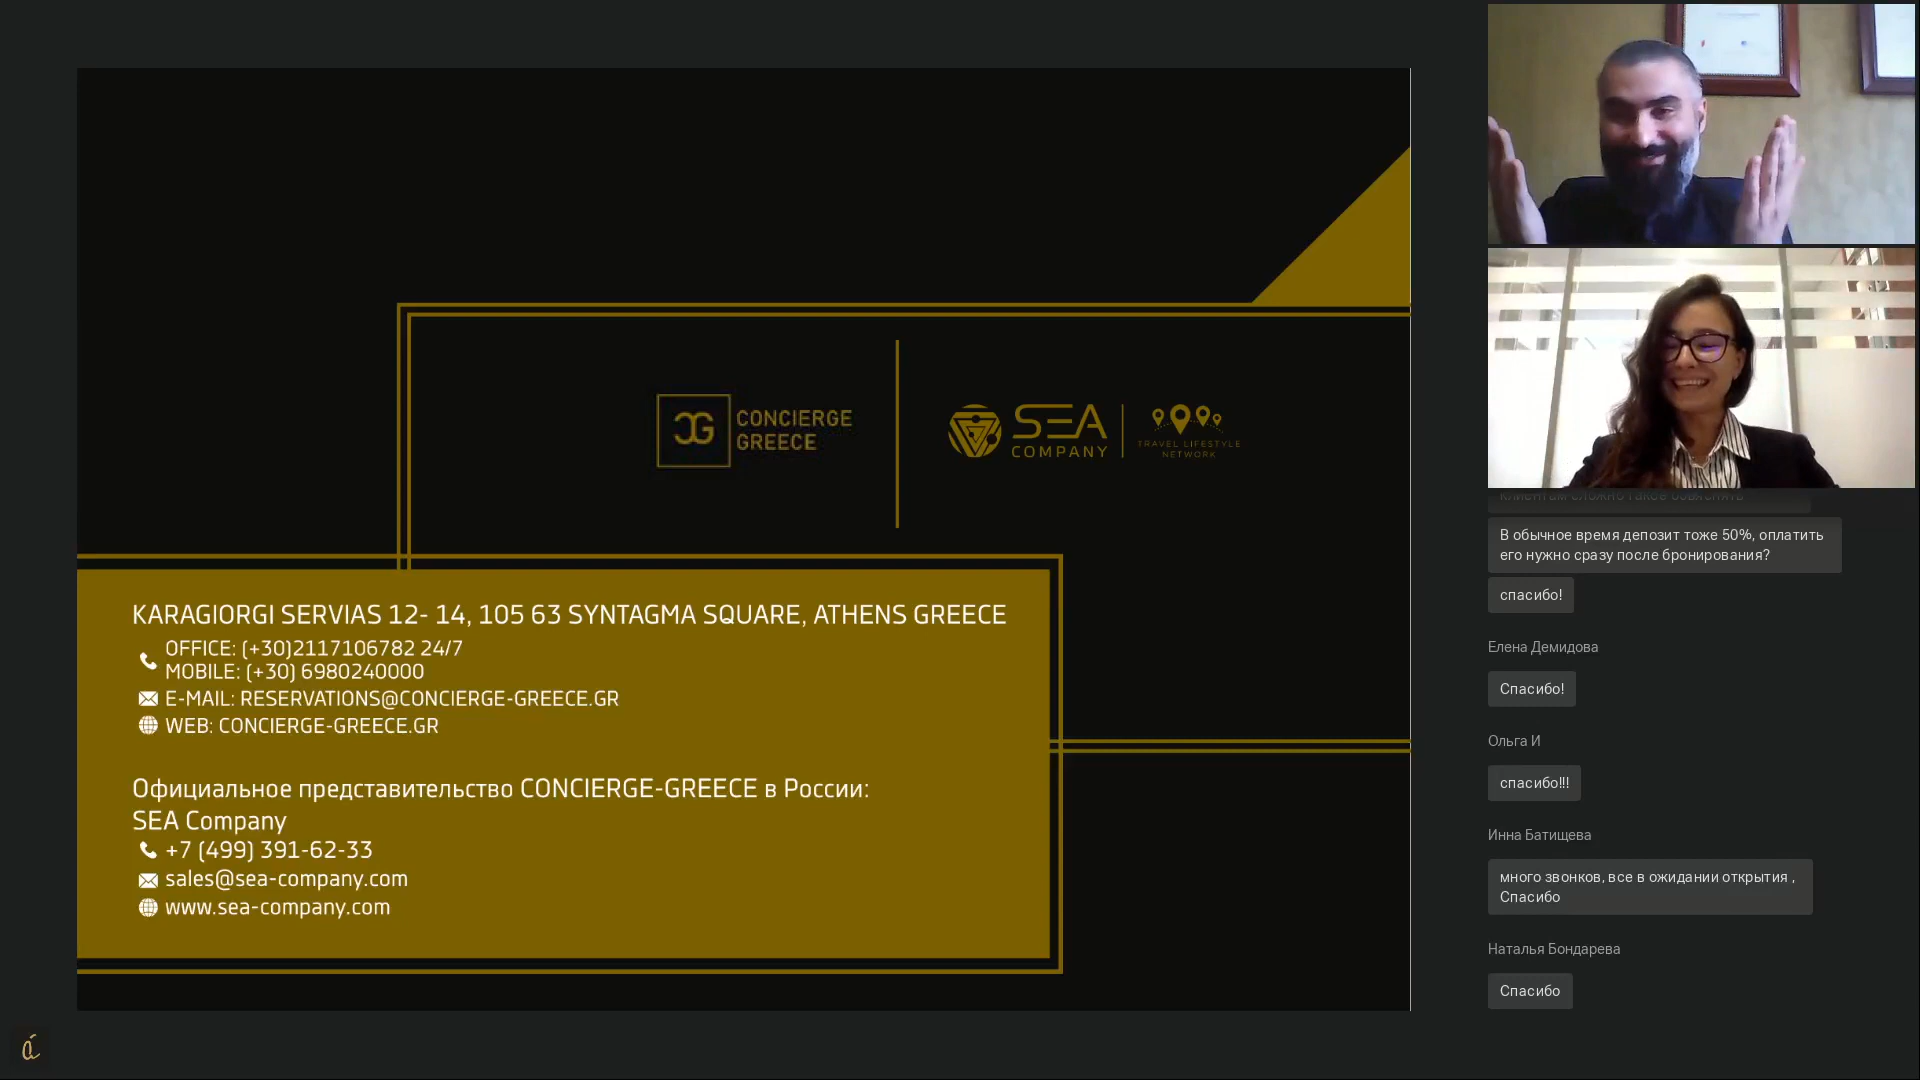 CONCIERGE
GREECE
SEA
COMPANY
TRAVEL LIFESTYLE
NETWORK
KARAGIORGI SERVIAS 12- 14, 105 63 SYNTAGMA SQUARE, ATHENS GREECE
OFFICE: (+30)2117106782 24/7
MOBILE: (+30) 6980240000
E-MAIL: RESERVATIONS@CONCIERGE-GREECE.GR
WEB: CONCIERGE-GREECE.GR
Официальное представительство CONCIERGE-GREECE в России:
SEA Company
+7 (499) 391-62-33
sales@sea-company.com
www.sea-company.com
клиентам сложно такое объяснять
В обычное время депозит тоже 50%, оплатить
его нужно сразу после бронирования?
спасибо!
Елена Демидова
Спасибо!
Ольга И
спасибо!!!
Инна Батищева
много звонков, все в ожидании открытия ,
Спасибо
Наталья Бондарева
Спасибо